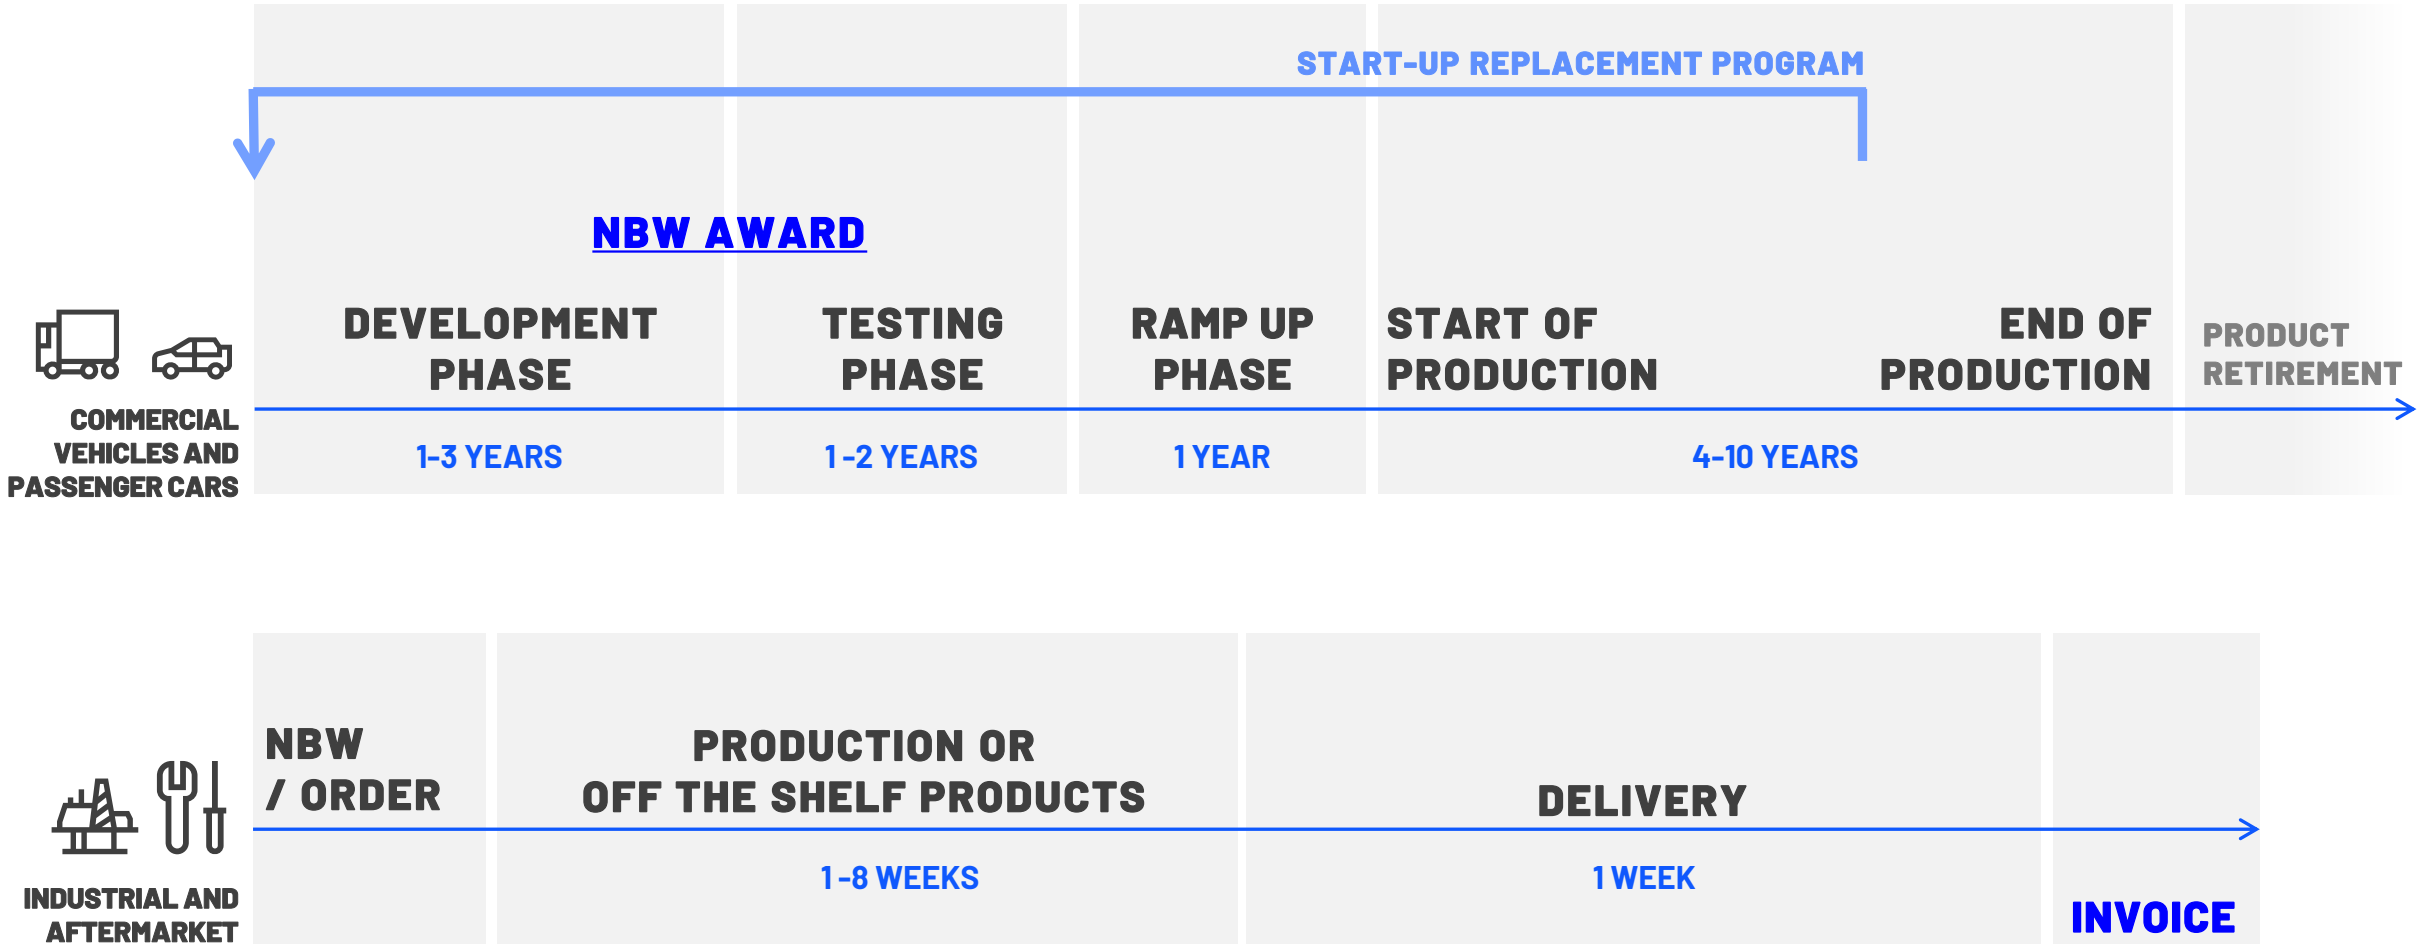 START-UP REPLACEMENT PROGRAM
NBW AWARD
DEVELOPMENT
PHASE
TESTING
PHASE
RAMP UP
PHASE
START OF
PRODUCTION
END OF
PRODUCTION
PRODUCT
RETIREMENT
COMMERCIAL
VEHICLES AND
PASSENGER CARS
1-3 YEARS
1-2 YEARS
1 YEAR
4-10 YEARS
NBW
/ ORDER
PRODUCTION OR
OFF THE SHELF PRODUCTS
DELIVERY
INDUSTRIAL AND
AFTERMARKET
1-8 WEEKS
1 WEEK
INVOICE